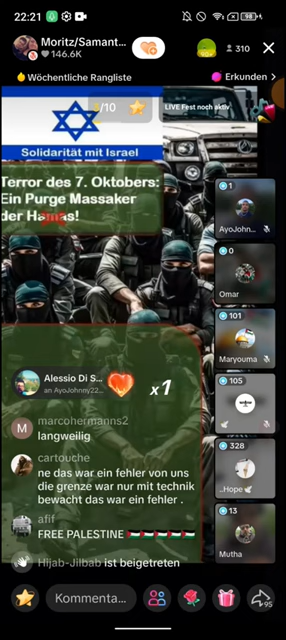 22:21
98
Moritz/Samant...
146.6K
310
Wöchentliche Rangliste
Erkunden >
/10
LIVE Fest noch aktiv
Solidarität mit Israel
Terror des 7. Oktobers:
Ein Purge Massaker
der Hamas!
1
AyoJohn...
0
Omar
101
Maryouma
105
328
..Hope
13
Mutha
Alessio Di S...
an AyoJohnny22...
x1
marcohermanns2
M
langweilig
cartouche
ne das war ein fehler von uns
die grenze war nur mit technik
bewacht das war ein fehler .
afif
FREE PALESTINE 🇵🇸🇵🇸🇵🇸🇵🇸🇵🇸
Hijab-Jilbab ist beigetreten
Kommenta...
95